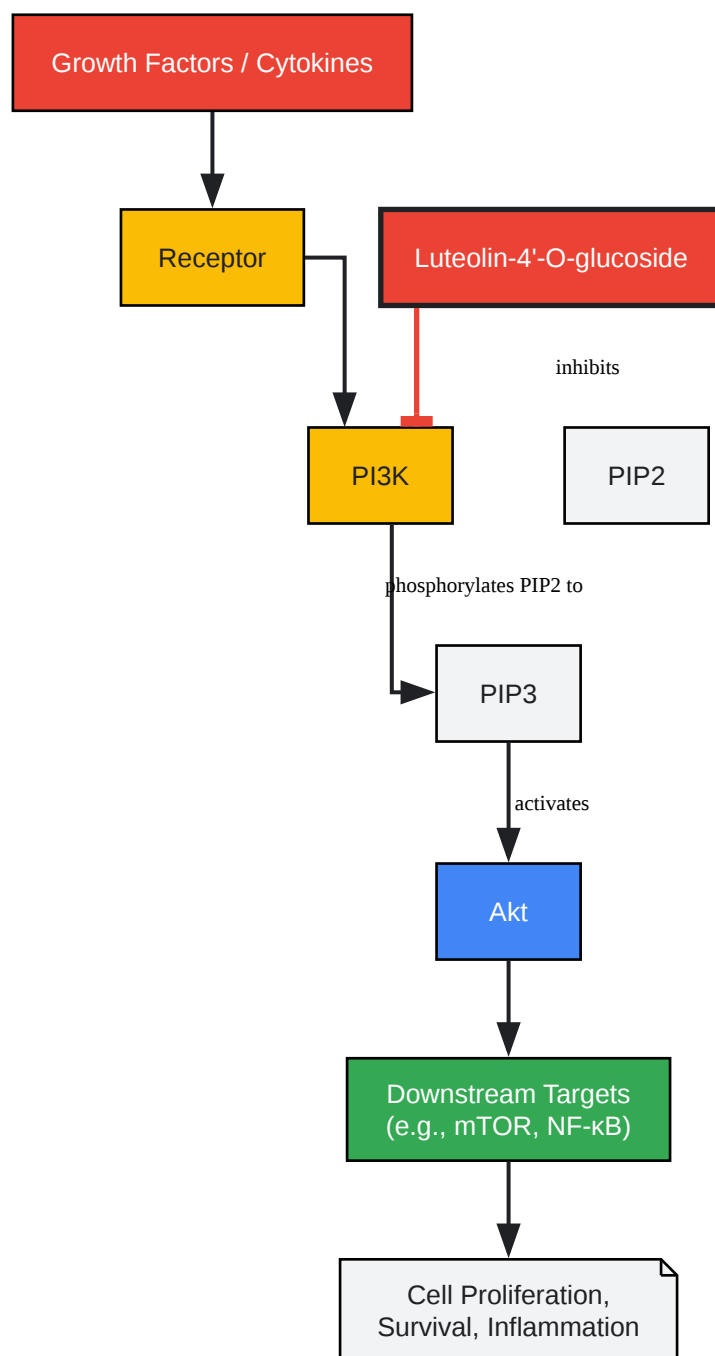 Growth Factors / Cytokines
Receptor
Luteolin-4'-O-glucoside
inhibits
PI3K
PIP2
phosphorylates PIP2 to
PIP3
activates
Akt
Downstream Targets
(e.g., mTOR, NF-κB)
Cell Proliferation,
Survival, Inflammation